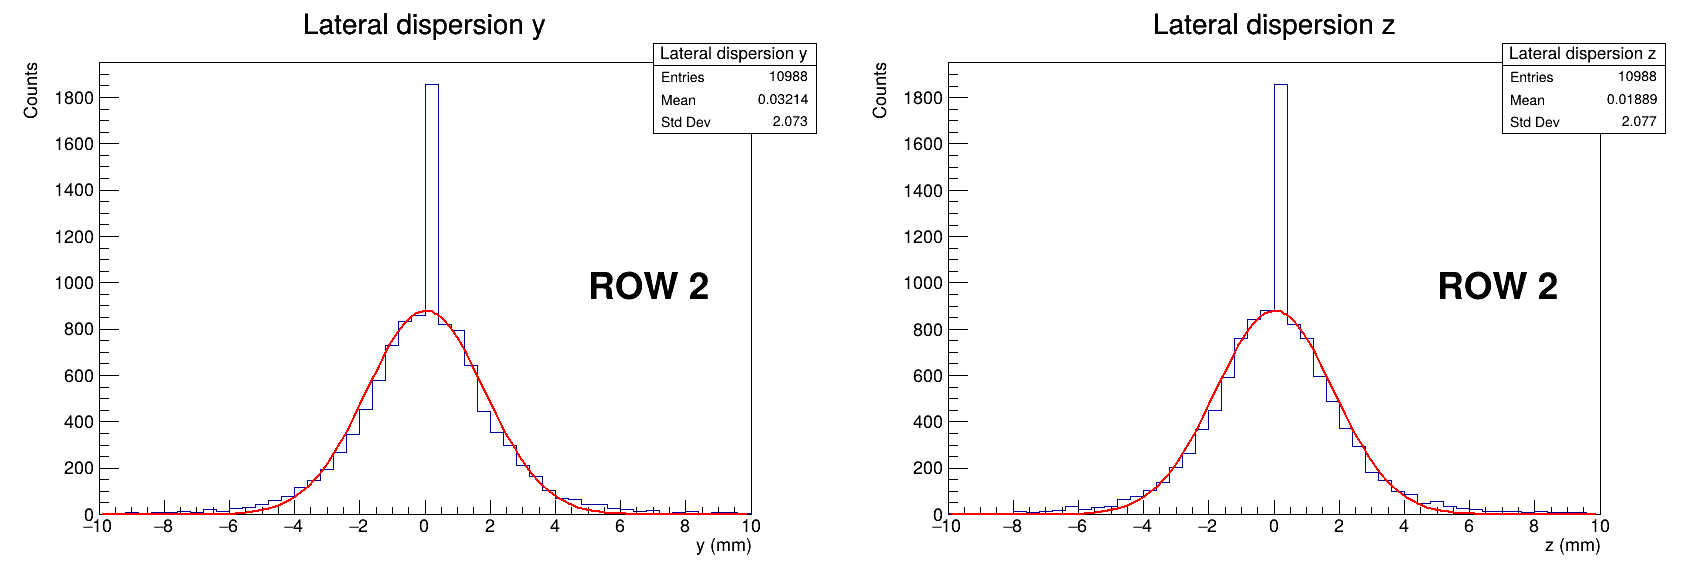 Lateral dispersion y
Counts
Lateral dispersion y
Entries 10988
Mean 0.03214
Std Dev 2.073
1800
1600
1400
1200
1000
800
600
400
200
0
ROW 2
−10 −8 −6 −4 −2 0 2 4 6 8 10
y (mm)
Lateral dispersion z
Counts
Lateral dispersion z
Entries 10988
Mean 0.01889
Std Dev 2.077
1800
1600
1400
1200
1000
800
600
400
200
0
ROW 2
−10 −8 −6 −4 −2 0 2 4 6 8 10
z (mm)